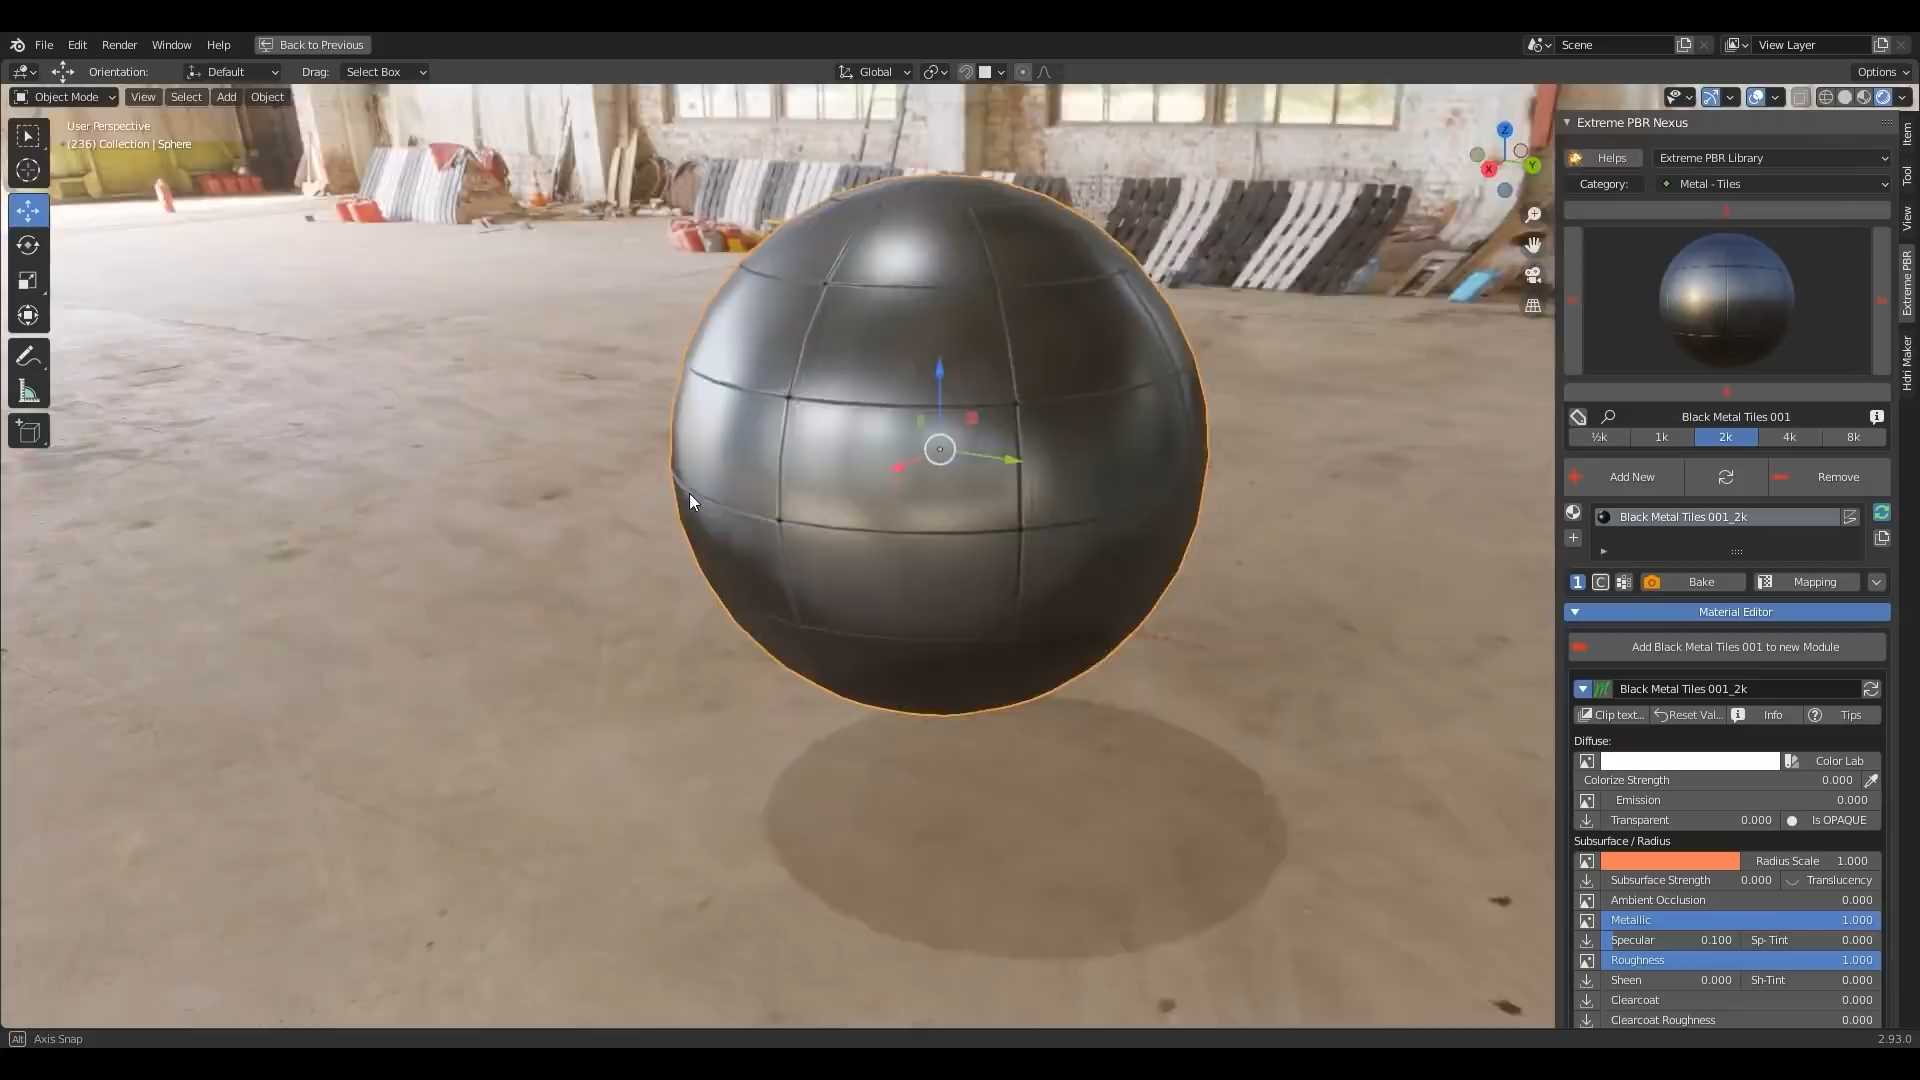 File Edit Render Window Help Back to Previous Scene View Layer
Orientation: Default Drag: Select Box Global Options
Object Mode View Select Add Object
User Perspective
(236) Collection | Sphere
Z
X Y
Extreme PBR Nexus
Helps Extreme PBR Library
Category: Metal - Tiles
Item
Tool
View
Extreme PBR
Hdri Maker
Black Metal Tiles 001
½k 1k 2k 4k 8k
Add New Remove
Black Metal Tiles 001_2k
1 C Bake Mapping
Material Editor
Add Black Metal Tiles 001 to new Module
Black Metal Tiles 001_2k
Clip text... Reset Val... Info Tips
Diffuse:
Color Lab
Colorize Strength 0.000
Emission 0.000
Transparent 0.000 Is OPAQUE
Subsurface / Radius
Radius Scale 1.000
Subsurface Strength 0.000 Translucency
Ambient Occlusion 0.000
Metallic 1.000
Specular 0.100 Sp- Tint 0.000
Roughness 1.000
Sheen 0.000 Sh-Tint 0.000
Clearcoat 0.000
Clearcoat Roughness 0.000
Alt Axis Snap 2.93.0